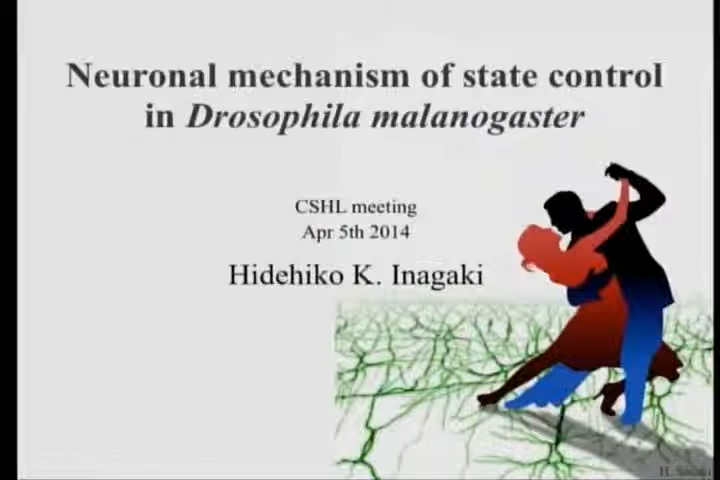 Neuronal mechanism of state control
in Drosophila malanogaster
CSHL meeting
Apr 5th 2014
Hidehiko K. Inagaki